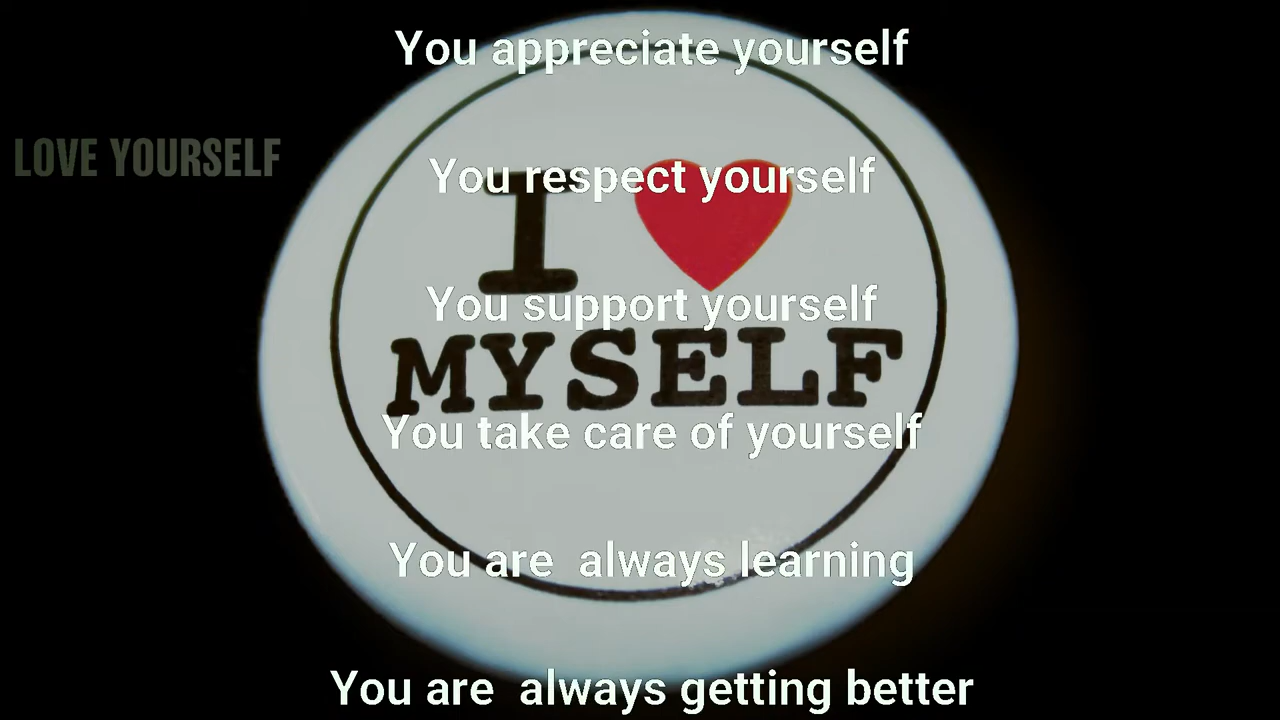 You appreciate yourself
LOVE YOURSELF
You respect yourself
I
You support yourself
MYSELF
You take care of yourself
You are  always learning
You are  always getting better